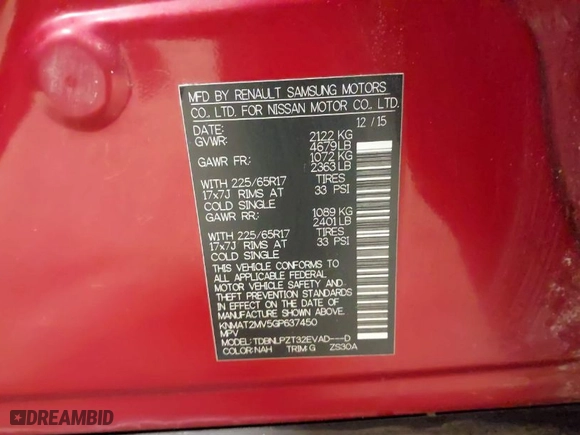 MFD BY RENAULT SAMSUNG MOTORS
CO., LTD. FOR NISSAN MOTOR CO., LTD.
DATE: 12 / 15
GVWR: 2122 KG
4679 LB
GAWR FR: 1072 KG
2363 LB
WITH 225/65R17 TIRES
17x7J RIMS AT 33 PSI
COLD SINGLE
GAWR RR: 1089 KG
2401 LB
WITH 225/65R17 TIRES
17x7J RIMS AT 33 PSI
COLD SINGLE
THIS VEHICLE CONFORMS TO
ALL APPLICABLE FEDERAL
MOTOR VEHICLE SAFETY AND
THEFT PREVENTION STANDARDS
IN EFFECT ON THE DATE OF
MANUFACTURE SHOWN ABOVE.
KNMAT2MV5GP637450
MPV
MODEL: TDBNLPZT32EVAD---D
COLOR: NAH TRIM: G ZS30A
DREAMBID